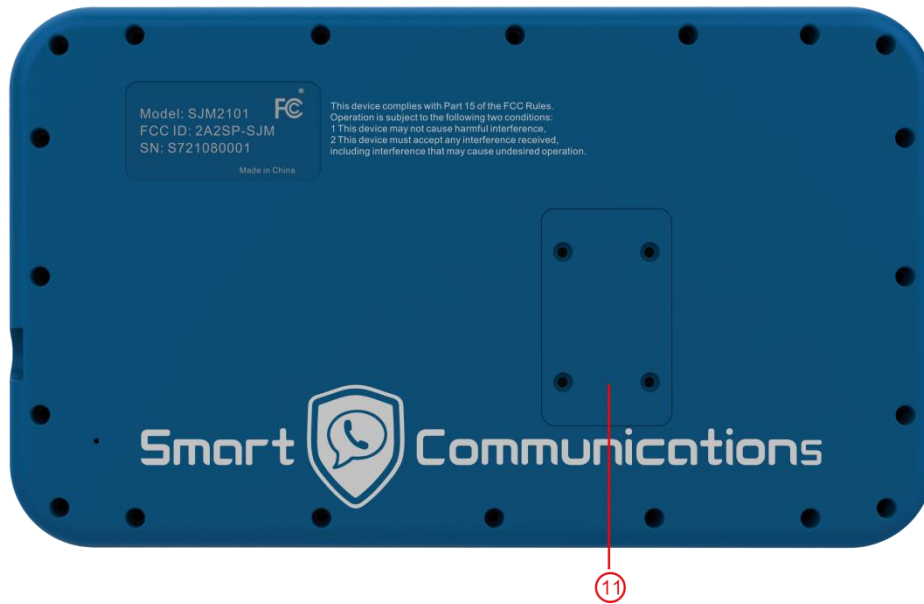 *
Model: SJM2101 FC
FCC ID: 2A2SP-SJM
SN: S721080001
Made in China
This device complies with Part 15 of the FCC Rules.
Operation is subject to the following two conditions:
1 This device may not cause harmful interference,
2 This device must accept any interference received,
including interference that may cause undesired operation.
Smart Communications
11